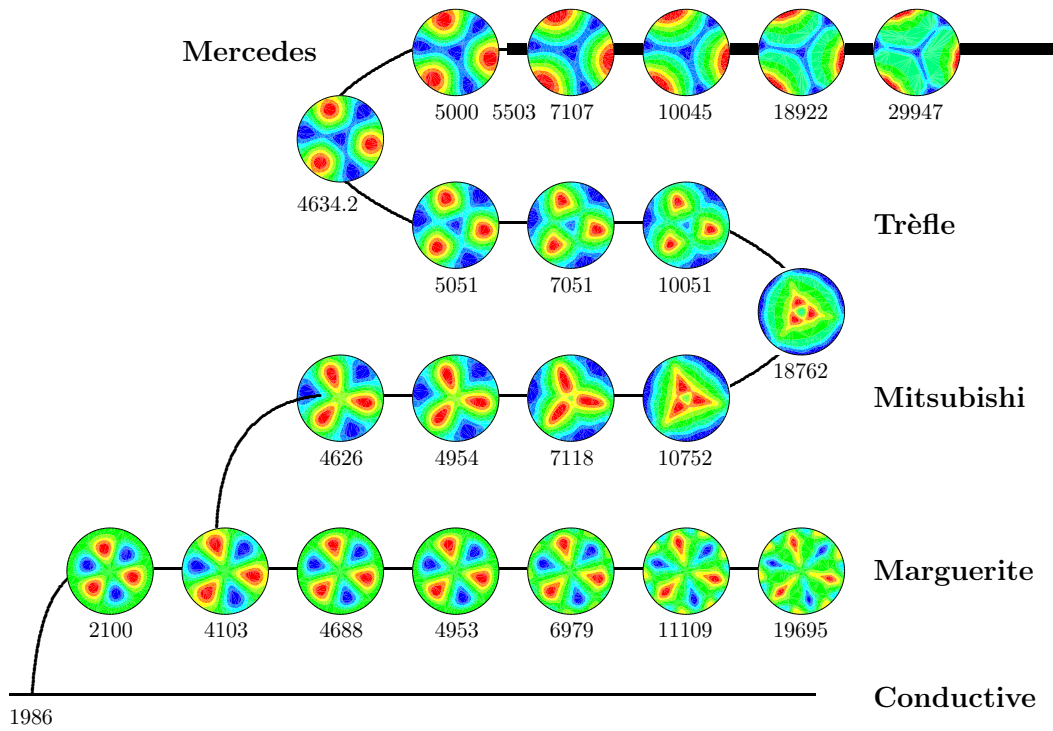 Mercedes
5000 5503 7107 10045 18922 29947
4634.2
Trèfle
5051 7051 10051
18762
Mitsubishi
4626 4954 7118 10752
Marguerite
2100 4103 4688 4953 6979 11109 19695
Conductive
1986